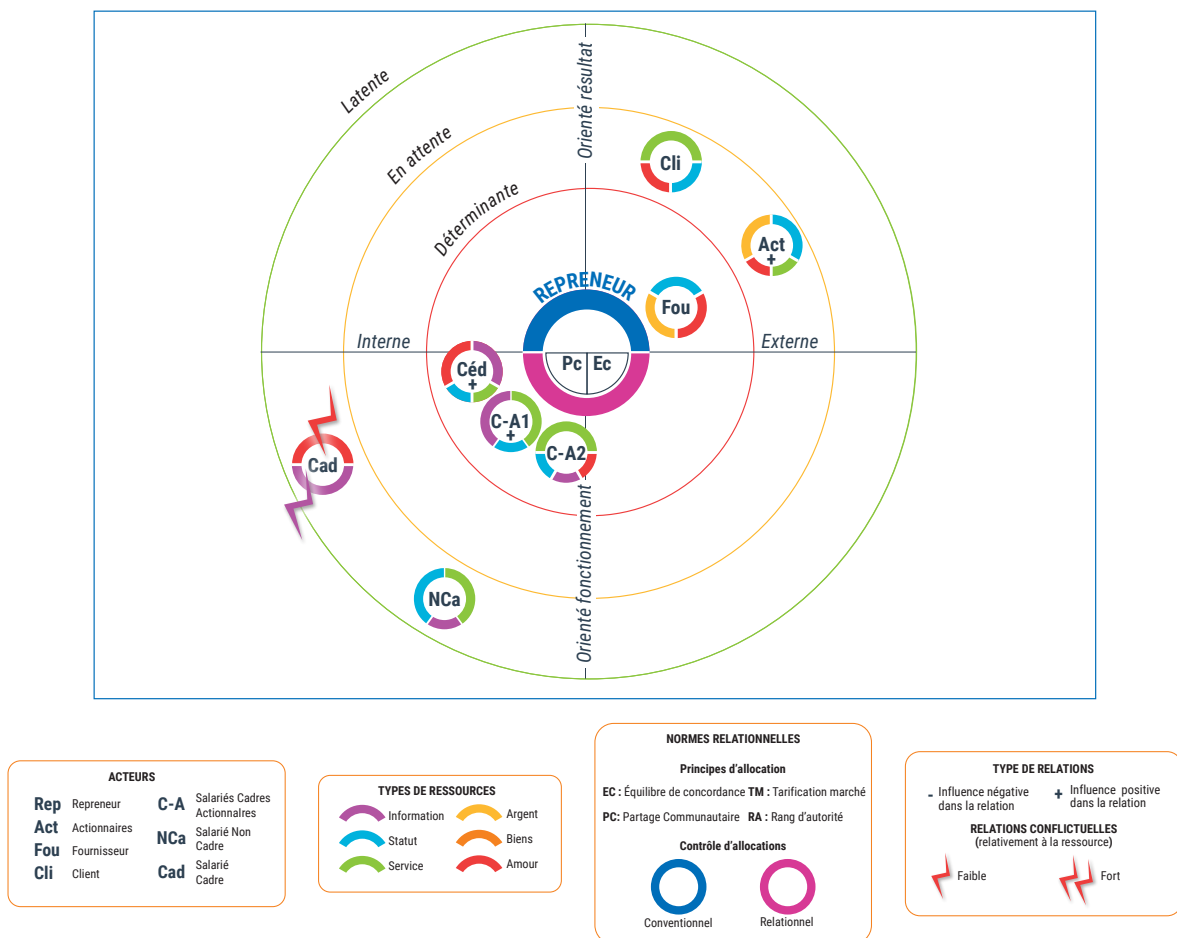 Latente
En attente
Déterminante
Orienté résultat
Cli
Act
+
REPRENEUR
Fou
Interne
Externe
Pc
Ec
Céd
+
C-A1
+
C-A2
Cad
NCa
Orienté fonctionnement
ACTEURS
Rep Repreneur
Act Actionnaires
Fou Fournisseur
Cli Client
C-A Salariés Cadres
Actionnalres
NCa Salarié Non
Cadre
Cad Salarié
Cadre
TYPES DE RESSOURCES
Information
Statut
Service
Argent
Biens
Amour
NORMES RELATIONNELLES
Principes d'allocation
EC : Équilibre de concordance TM : Tarification marché
PC: Partage Communautaire RA : Rang d'autorité
Contrôle d'allocations
Conventionnel
Relationnel
TYPE DE RELATIONS
- Influence négative
dans la relation
+ Influence positive
dans la relation
RELATIONS CONFLICTUELLES
(relativement à la ressource)
Faible
Fort